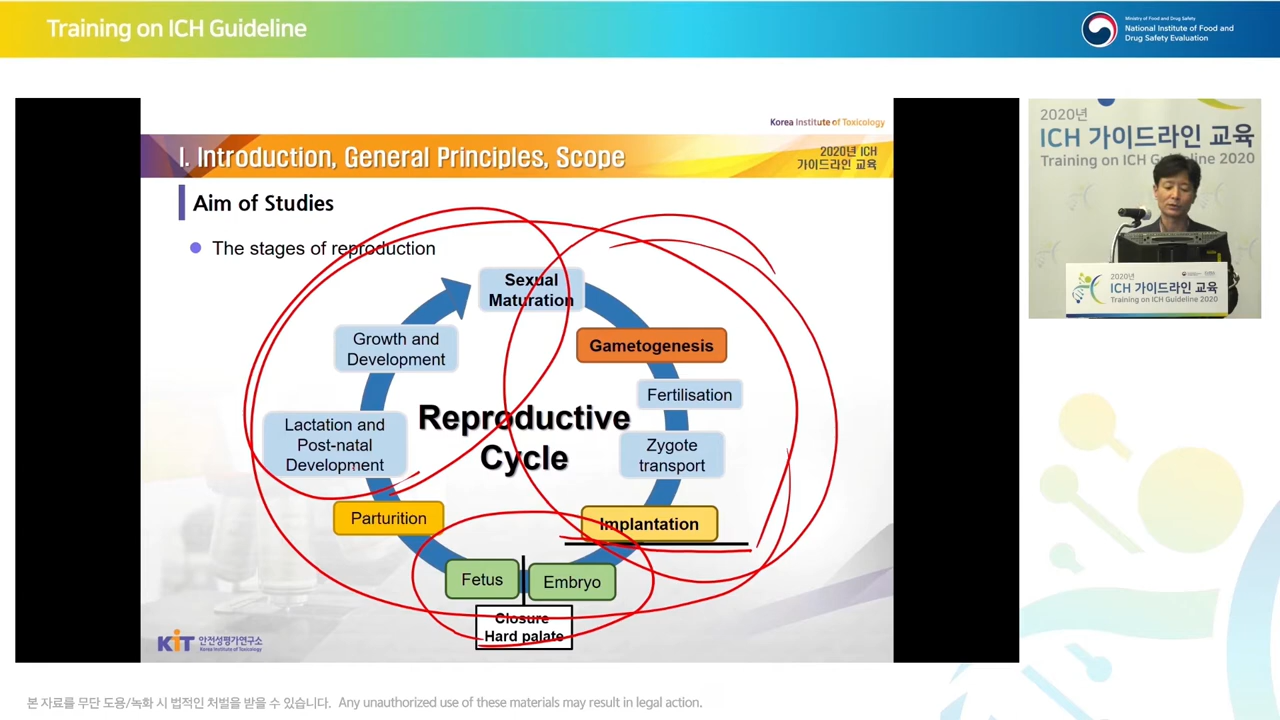 Training on ICH Guideline
Ministry of Food and Drug Safety
National Institute of Food and
Drug Safety Evaluation
Korea Institute of Toxicology
I. Introduction, General Principles, Scope
2020년 ICH
가이드라인 교육
Aim of Studies
The stages of reproduction
Sexual
Maturation
Gametogenesis
Fertilisation
Zygote
transport
Implantation
Embryo
Fetus
Closure
Hard palate
Parturition
Lactation and
Post-natal
Development
Growth and
Development
Reproductive
Cycle
KIT 안전성평가연구소
Korea Institute of Toxicology
2020년
ICH 가이드라인 교육
Training on ICH Guideline 2020
2020년
ICH 가이드라인 교육
Training on ICH Guideline 2020
본 자료를 무단 도용/녹화 시 법적인 처벌을 받을 수 있습니다. Any unauthorized use of these materials may result in legal action.